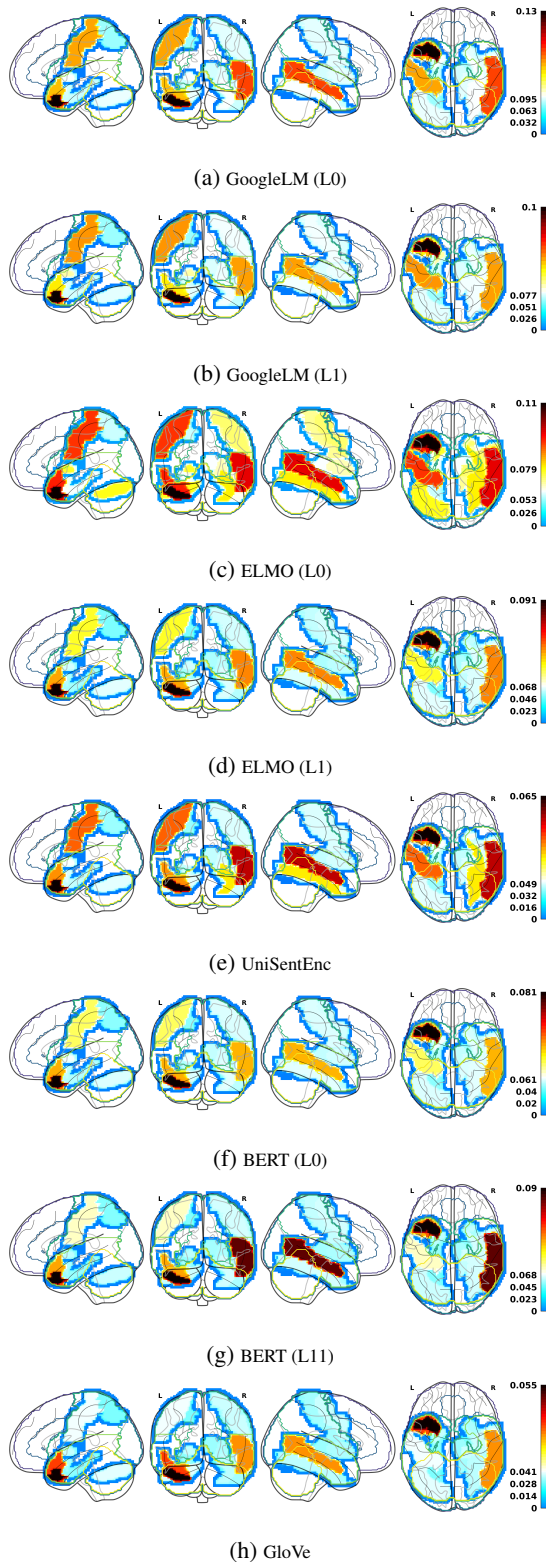 L R L R 0.13
0.095
0.063
0.032
0
(a) GoogleLM (L0)
L R L R 0.1
0.077
0.051
0.026
0
(b) GoogleLM (L1)
L R L R 0.11
0.079
0.053
0.026
0
(c) ELMO (L0)
L R L R 0.091
0.068
0.046
0.023
0
(d) ELMO (L1)
L R L R 0.065
0.049
0.032
0.016
0
(e) UniSentEnc
L R L R 0.081
0.061
0.04
0.02
0
(f) BERT (L0)
L R L R 0.09
0.068
0.045
0.023
0
(g) BERT (L11)
L R L R 0.055
0.041
0.028
0.014
0
(h) GloVe